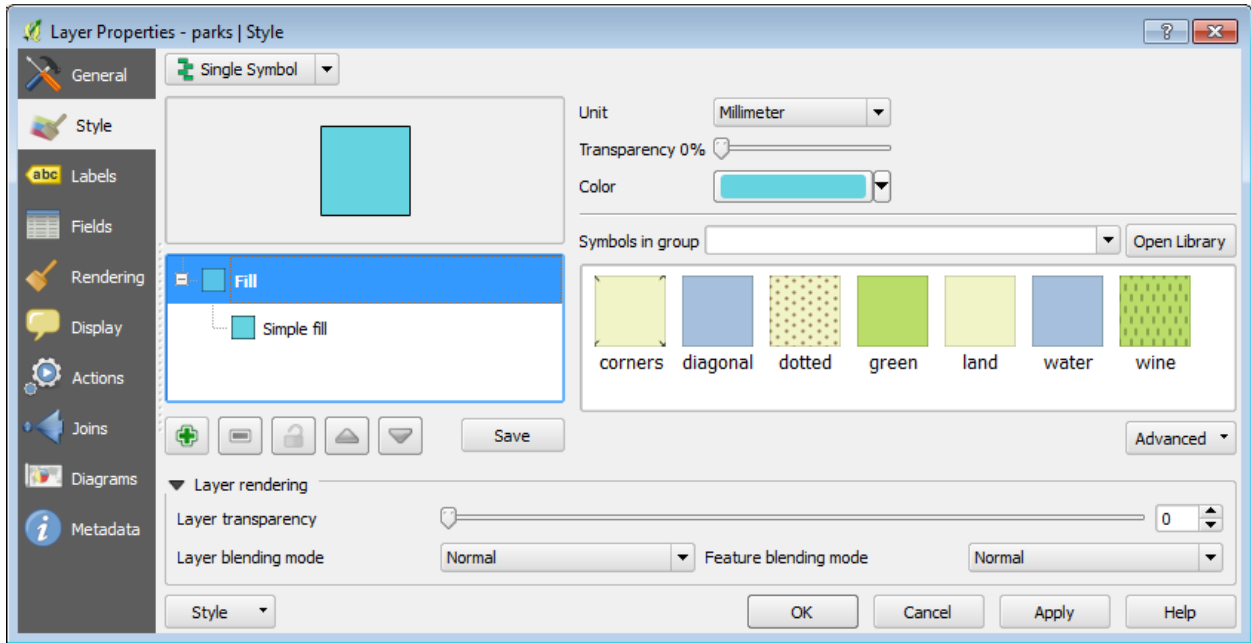 Layer Properties - parks | Style
General
Style
abc Labels
Fields
Rendering
Display
Actions
Joins
Diagrams
i Metadata
Single Symbol
Unit Millimeter
Transparency 0%
Color
Symbols in group Open Library
Fill
Simple fill
corners diagonal dotted green land water wine
Save
Advanced
Layer rendering
Layer transparency 0
Layer blending mode Normal Feature blending mode Normal
Style OK Cancel Apply Help